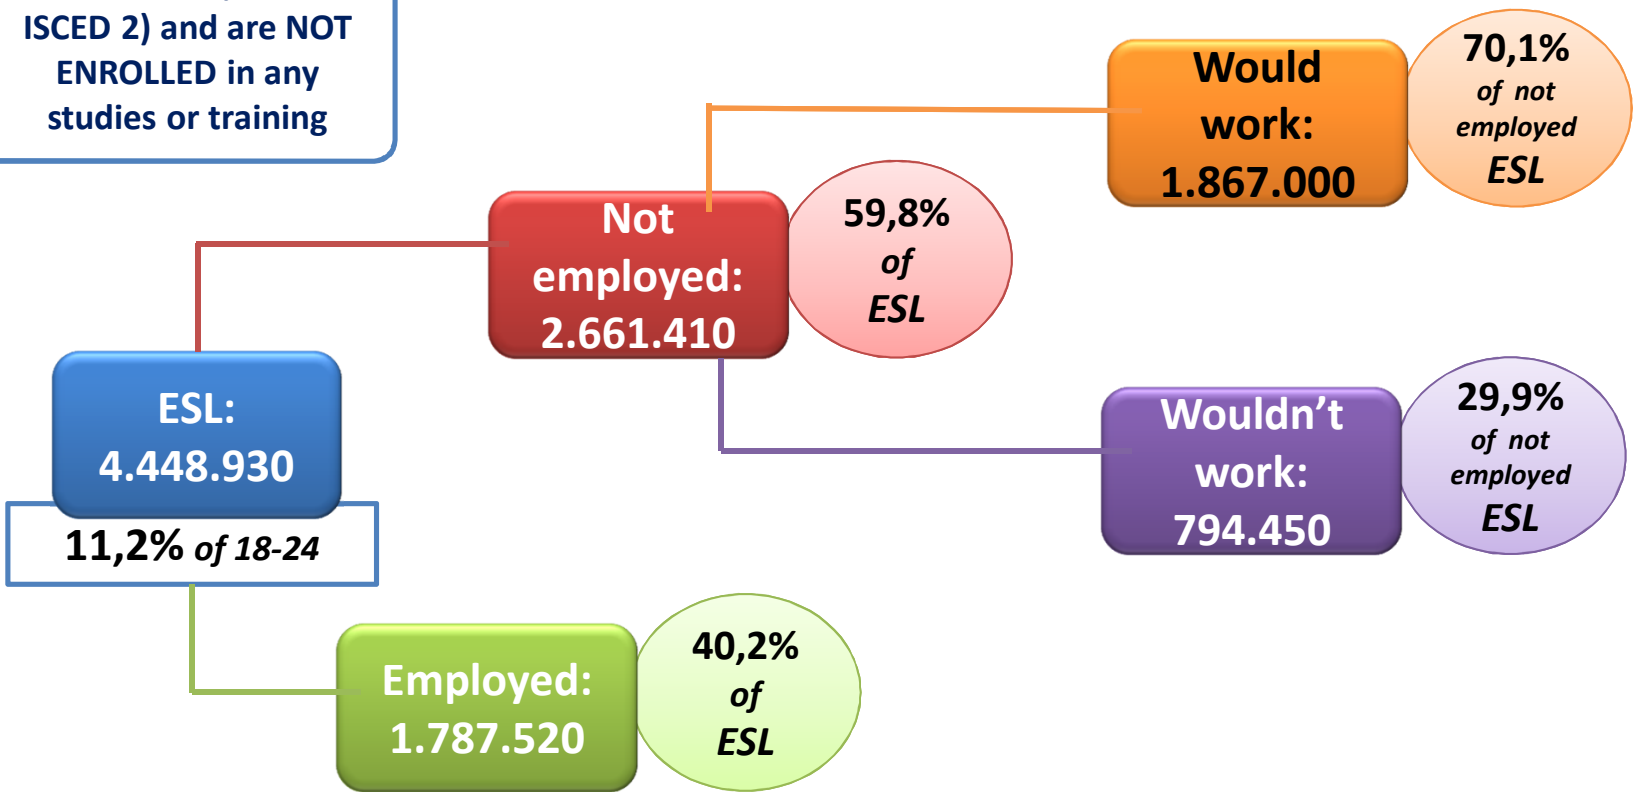 ISCED 2) and are NOT
ENROLLED in any
studies or training
Would
work:
1.867.000
70,1%
of not
employed
ESL
Not
employed:
2.661.410
59,8%
of
ESL
ESL:
4.448.930
11,2% of 18-24
Wouldn’t
work:
794.450
29,9%
of not
employed
ESL
Employed:
1.787.520
40,2%
of
ESL